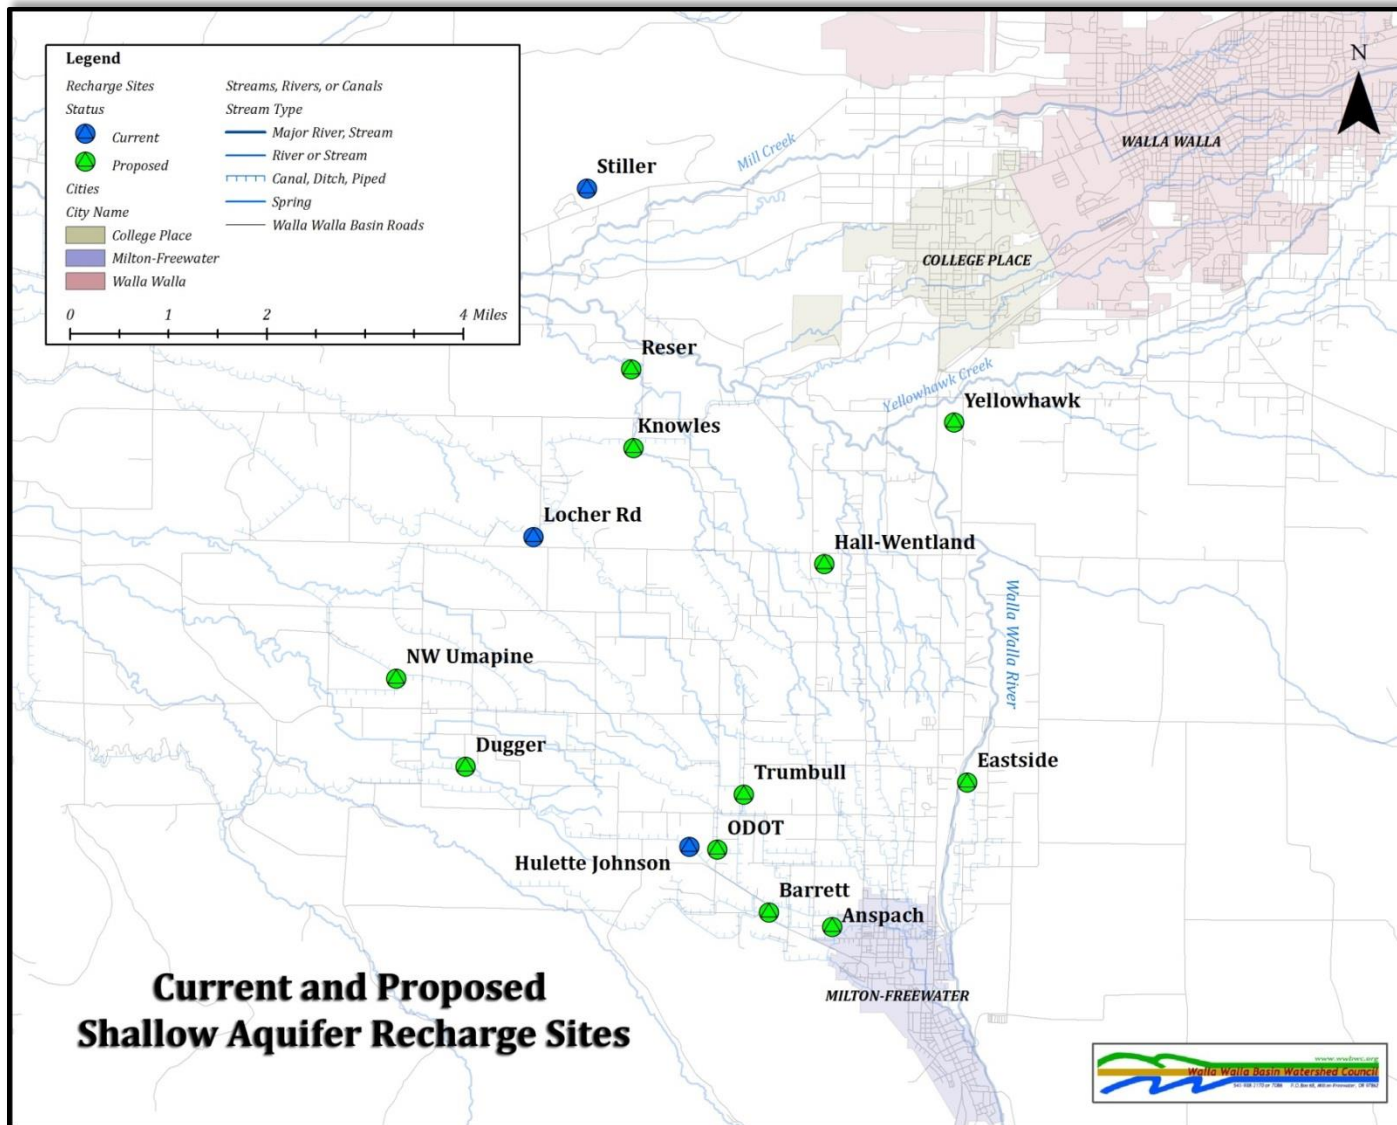 Legend
Recharge Sites
Status
Current
Proposed
Cities
City Name
College Place
Milton-Freewater
Walla Walla
Streams, Rivers, or Canals
Stream Type
Major River, Stream
River or Stream
Canal, Ditch, Piped
Spring
Walla Walla Basin Roads
0 1 2 4 Miles
N
WALLA WALLA
Mill Creek
Stiller
COLLEGE PLACE
Reser
Yellowhawk Creek
Yellowhawk
Knowles
Locher Rd
Hall-Wentland
Walla Walla River
NW Umapine
Dugger
Trumbull
Eastside
ODOT
Hulette Johnson
Barrett
Anspach
MILTON-FREEWATER
Current and Proposed
Shallow Aquifer Recharge Sites
www.wwbwc.org
Walla Walla Basin Watershed Council